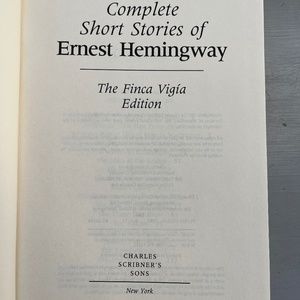 Complete
Short Stories of
Ernest Hemingway
The Finca Vigía
Edition
CHARLES
SCRIBNER'S
SONS
New York